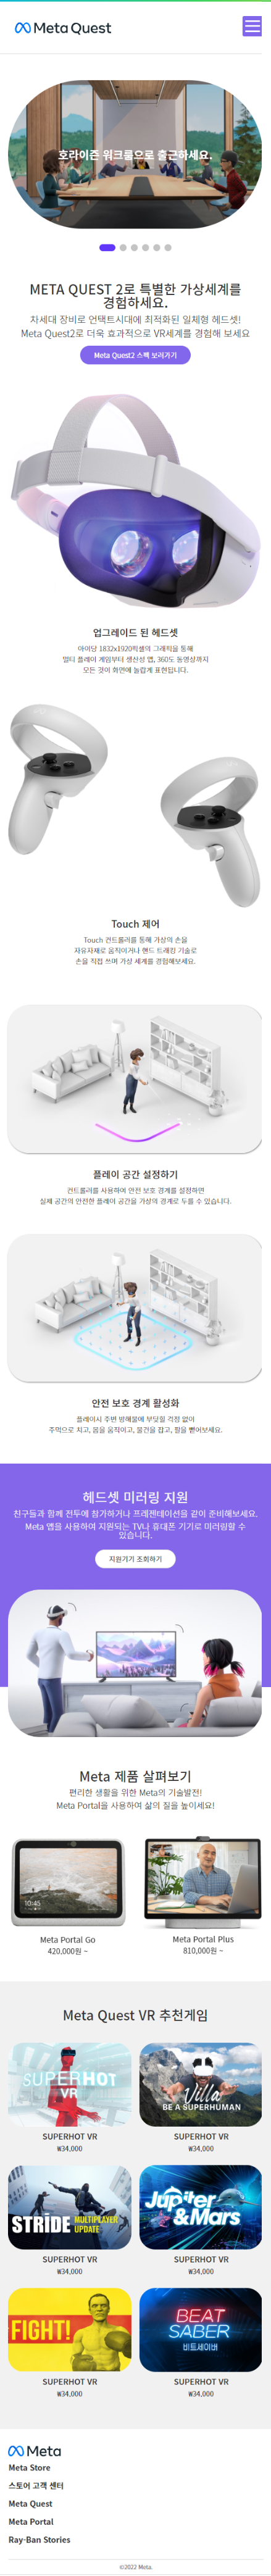 Meta Quest
호라이즌 워크룸으로 출근하세요.
META QUEST 2로 특별한 가상세계를
경험하세요.
차세대 장비로 언택트시대에 최적화된 일체형 헤드셋!
Meta Quest2로 더욱 효과적으로 VR세계를 경험해 보세요
Meta Quest2 스펙 보러가기
업그레이드 된 헤드셋
아이당 1832x1920픽셀의 그래픽을 통해
멀티 플레이어 게임부터 생산성 앱, 360도 동영상까지
모든 것이 화면에 놀랍게 표현됩니다.
Touch 제어
Touch 컨트롤러를 통해 가상의 손을
자유자재로 움직이거나 핸드 트래킹 기술로
손을 직접 쓰며 가상 세계를 경험해보세요.
플레이 공간 설정하기
컨트롤러를 사용하여 안전 보호 경계를 설정하면
실제 공간의 안전한 플레이 공간을 가상의 경계로 두를 수 있습니다.
안전 보호 경계 활성화
플레이시 주변 방해물에 부딪힐 걱정 없이
주먹으로 치고, 몸을 움직이고, 물건을 잡고, 팔을 뻗어보세요.
헤드셋 미러링 지원
친구들과 함께 전투에 참가하거나 프레젠테이션을 같이 준비해보세요.
Meta 앱을 사용하여 지원되는 TV나 휴대폰 기기로 미러링할 수
있습니다.
지원기기 조회하기
Meta 제품 살펴보기
편리한 생활을 위한 Meta의 기술발전!
Meta Portal을 사용하여 삶의 질을 높이세요!
10:45
Meta Portal Go
420,000원 ~
Meta Portal Plus
810,000원 ~
Meta Quest VR 추천게임
SUPERHOT
VR
SUPERHOT VR
₩34,000
Villa
BE A SUPERHUMAN
SUPERHOT VR
₩34,000
STRIDE MULTIPLAYER
UPDATE
SUPERHOT VR
₩34,000
Jupiter
&Mars
SUPERHOT VR
₩34,000
FIGHT!
SUPERHOT VR
₩34,000
BEAT
SABER
비트세이버
SUPERHOT VR
₩34,000
Meta
Meta Store
스토어 고객 센터
Meta Quest
Meta Portal
Ray-Ban Stories
©2022 Meta.